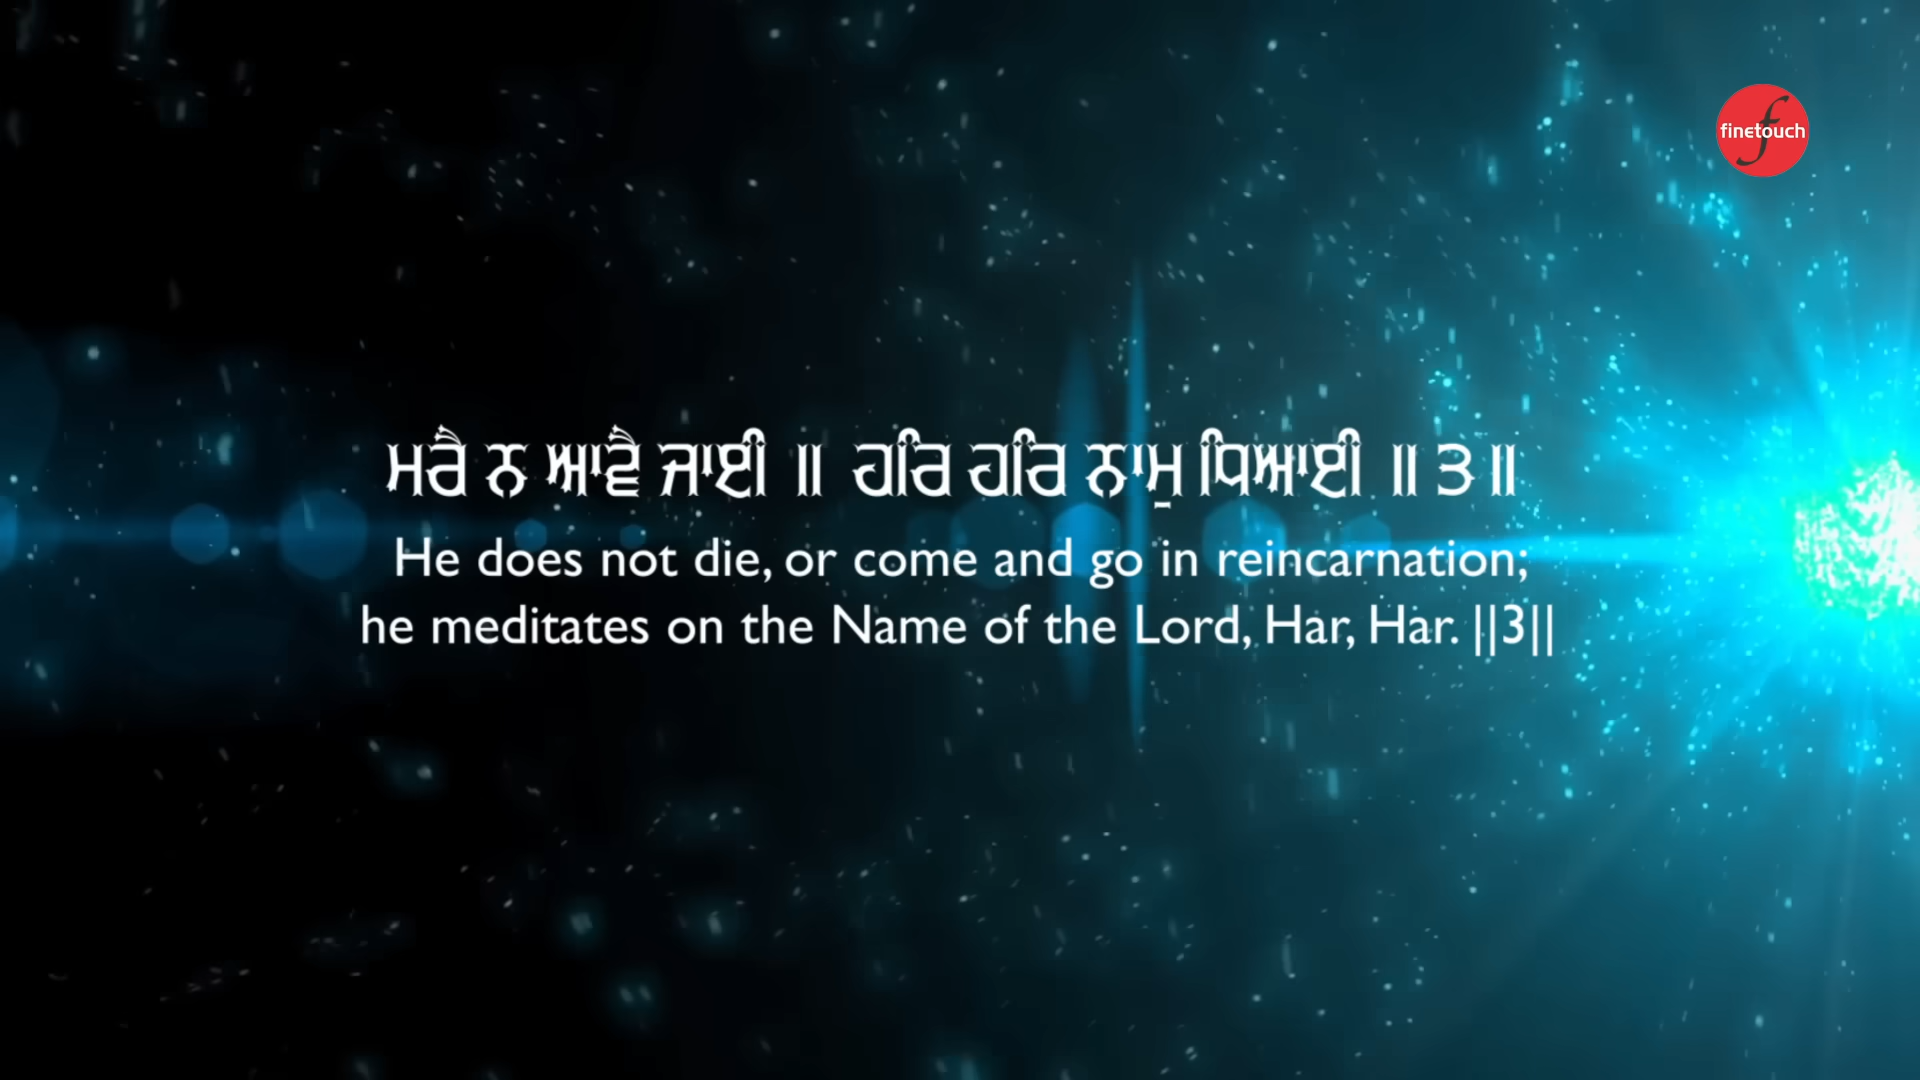 finetouch
ਮਰੈ ਨ ਆਵੈ ਜਾਈ ॥ ਹਰਿ ਹਰਿ ਨਾਮੁ ਧਿਆਈ ॥ ੩ ॥
He does not die, or come and go in reincarnation;
he meditates on the Name of the Lord, Har, Har. ||3||